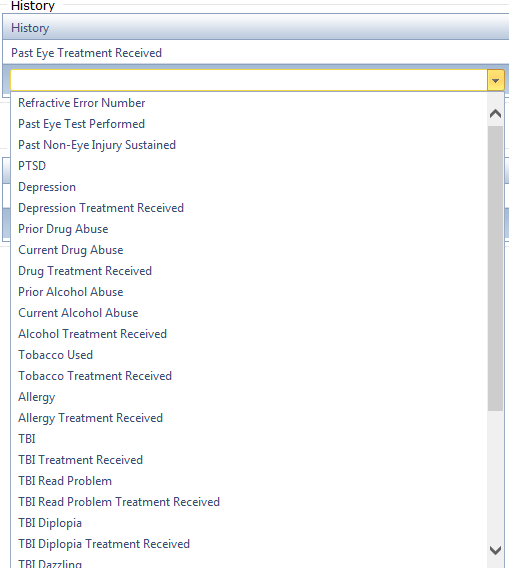 History
History
Past Eye Treatment Received
Refractive Error Number
Past Eye Test Performed
Past Non-Eye Injury Sustained
PTSD
Depression
Depression Treatment Received
Prior Drug Abuse
Current Drug Abuse
Drug Treatment Received
Prior Alcohol Abuse
Current Alcohol Abuse
Alcohol Treatment Received
Tobacco Used
Tobacco Treatment Received
Allergy
Allergy Treatment Received
TBI
TBI Treatment Received
TBI Read Problem
TBI Read Problem Treatment Received
TBI Diplopia
TBI Diplopia Treatment Received
TBI Dazzling